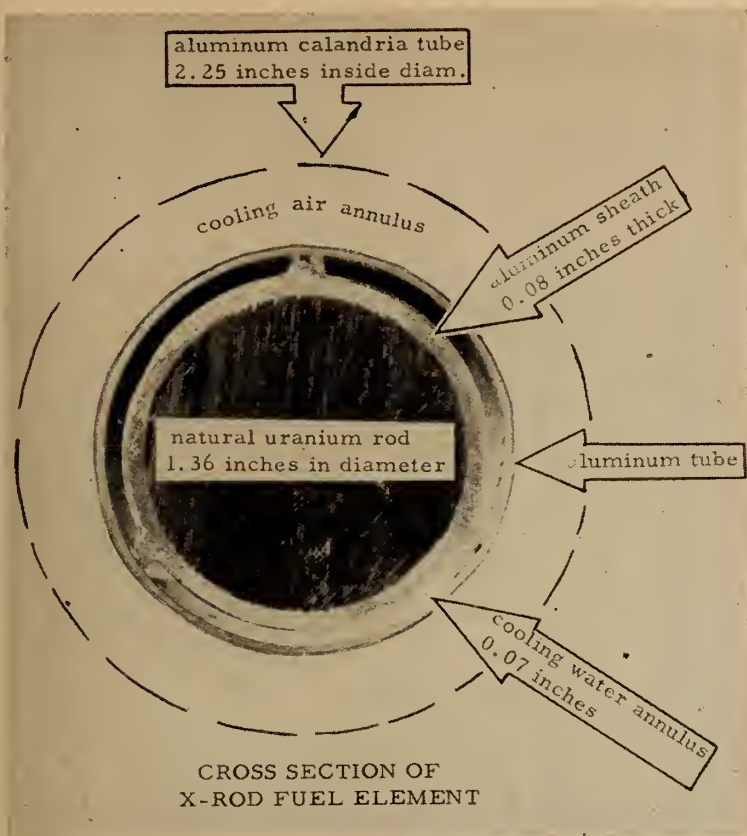 aluminum calandria tube
2.25 inches inside diam.
cooling air annulus
aluminum sheath
0.08 inches thick
natural uranium rod
1.36 inches in diameter
aluminum tube
cooling water annulus
0.07 inches
CROSS SECTION OF
X-ROD FUEL ELEMENT